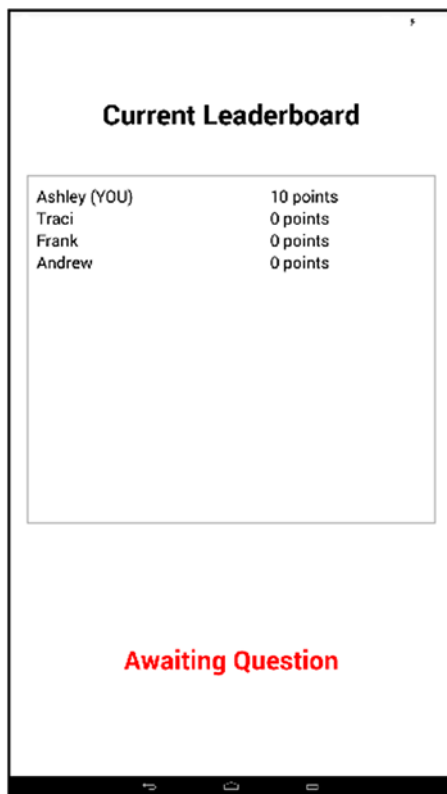 Current Leaderboard
Ashley (YOU) 10 points
Traci 0 points
Frank 0 points
Andrew 0 points
Awaiting Question